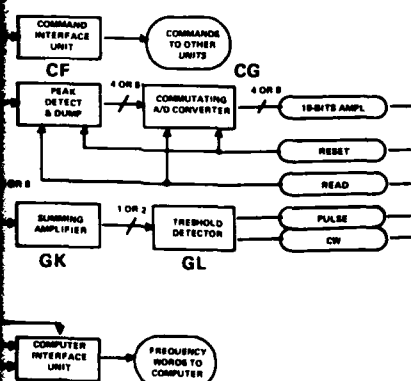 COMMAND
INTERFACE
UNIT
COMMANDS
TO OTHER
UNITS
CF
CG
PEAK
DETECT
& DUMP
4 OR 8
COMMUTATING
A/D CONVERTER
4 OR 8
10-BITS AMPL
RESET
OR 8
READ
SUMMING
AMPLIFIER
1 OR 2
TRESHOLD
DETECTOR
PULSE
CW
GK
GL
COMPUTER
INTERFACE
UNIT
FREQUENCY
WORDS TO
COMPUTER